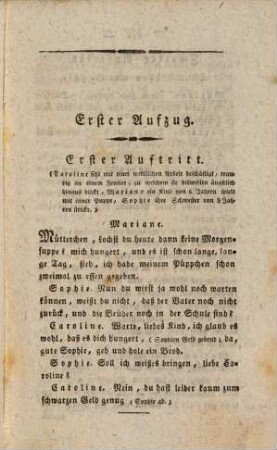 Erster Aufzug.
Erster Auftritt.
(Caroline sitzt mit einer weiblichen Arbeit beschäftigt, trau-
rig an einem Fenster, zu welchem sie bisweilen ängstlich
hinaus blickt, Mariane ein Kind von 6 Jahren spielt
mit einer Puppe, Sophie ihre Schwester von 8 Jah-
ren strickt.)
Mariane.
Mütterchen, kochst du heute dann keine Morgen-
suppe? mich hungert, und es ist schon lange, lan-
ge Tag, sieh, ich habe meinem Püppchen schon
zweimal zu essen gegeben.
Sophie. Nun du wirst ja wohl noch warten
können, weißt du nicht, daß der Vater noch nicht
zurück, und die Brüder noch in der Schule sind?
Caroline. Warte, liebes Kind, ich glaub es
wohl, daß es dich hungert, (Sophien Geld gebend) da,
gute Sophie, geh und hole ein Brod.
Sophie. Soll ich weißes bringen, liebe Ca-
roline?
Caroline. Nein, du hast leider kaum zum
schwarzen Geld genug (Sophie ab.)